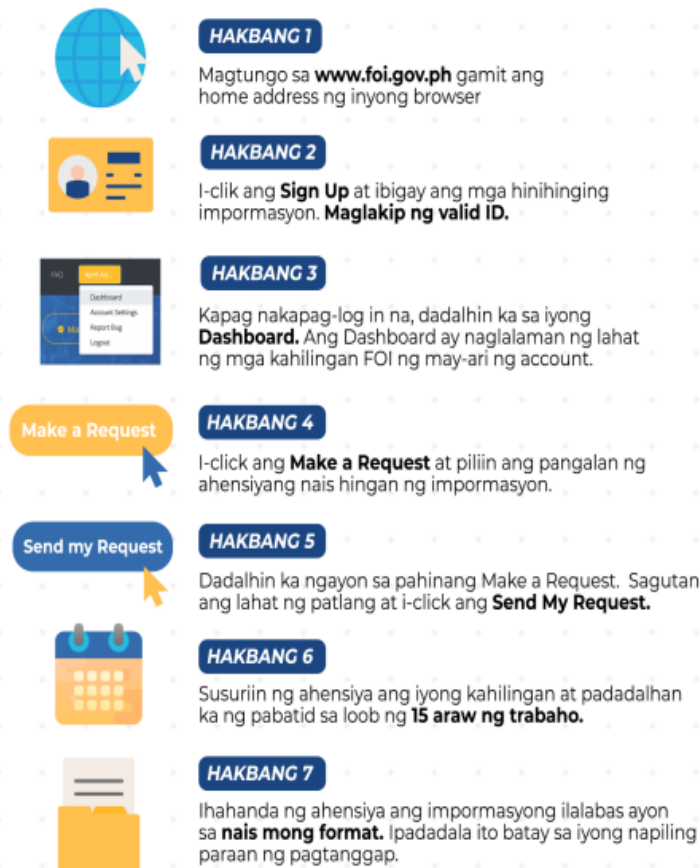 HAKBANG 1
Magtungo sa www.foi.gov.ph gamit ang
home address ng inyong browser
HAKBANG 2
I-clik ang Sign Up at ibigay ang mga hinihinging
impormasyon. Maglakip ng valid ID.
FAQ
Dashboard
Account Settings
Report Bug
Logout
HAKBANG 3
Kapag nakapag-log in na, dadalhin ka sa iyong
Dashboard. Ang Dashboard ay naglalaman ng lahat
ng mga kahilingan FOI ng may-ari ng account.
Make a Request
HAKBANG 4
I-click ang Make a Request at piliin ang pangalan ng
ahensiyang nais hingan ng impormasyon.
Send my Request
HAKBANG 5
Dadalhin ka ngayon sa pahinang Make a Request. Sagutan
ang lahat ng patlang at i-click ang Send My Request.
HAKBANG 6
Susuriin ng ahensiya ang iyong kahilingan at padadalhan
ka ng pabatid sa loob ng 15 araw ng trabaho.
HAKBANG 7
Ihahanda ng ahensiya ang impormasyong ilalabas ayon
sa nais mong format. Ipadadala ito batay sa iyong napiling
paraan ng pagtanggap.